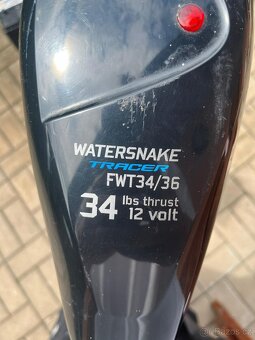 WATERSNAKE
TRACER
FWT34/36
34 lbs thrust
12 volt